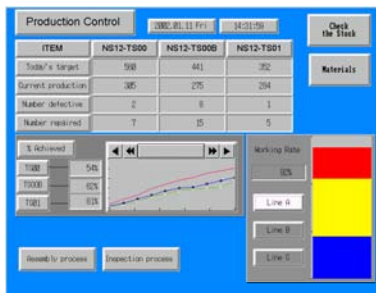 Production Control
2002.01.11 Fri
14:31:59
Check
the Stock
ITEM NS12-TS00 NS12-TS00B NS12-TS01
Today's target 560 441 352
Current production 305 275 284
Number defective 2 8 1
Number repaired 7 15 5
Materials
% Achieved
TS00 54%
TS00B 62%
TS01 81%
Working Rate
92%
Line A
Line B
Line C
Assembly process
Inspection process